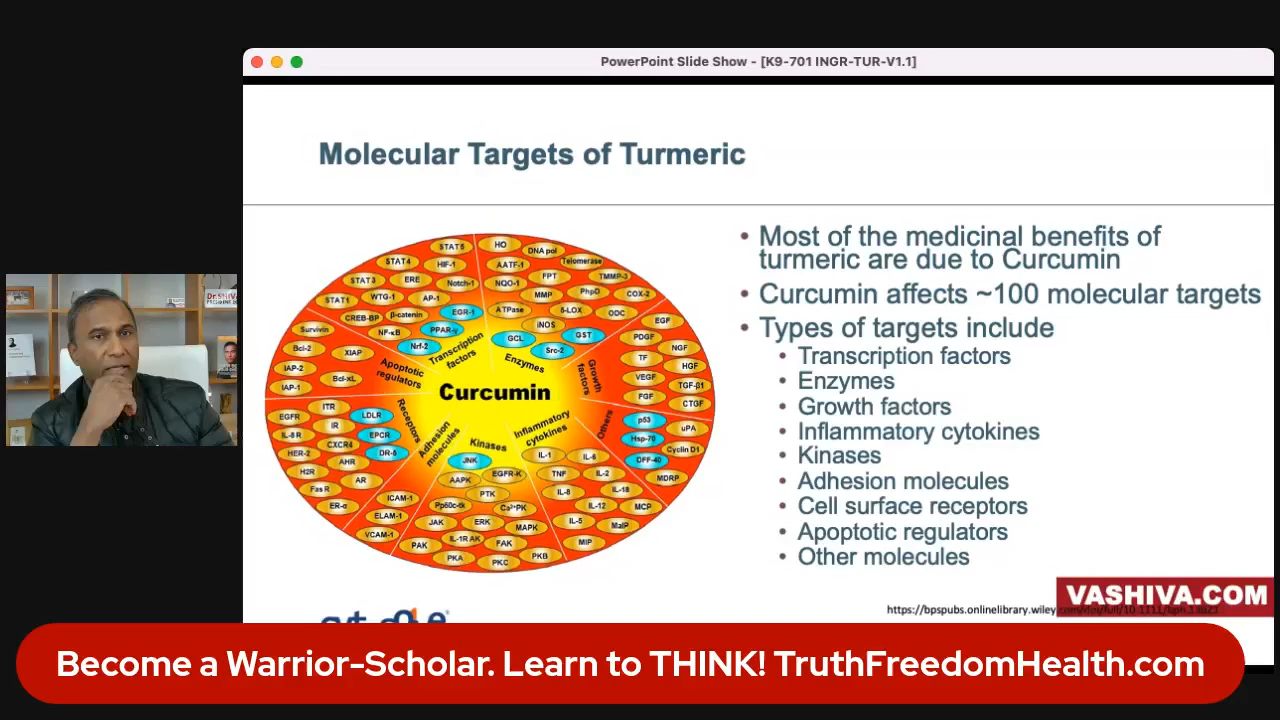 PowerPoint Slide Show - [K9-701 INGR-TUR-V1.1]
Molecular Targets of Turmeric
STAT5
STAT4
HIF-1
STAT3
ERE
Notch-1
STAT1
WTG-1
AP-1
CREB-BP
β-catenin
EGR-1
NF-κB
PPAR-γ
Nrf-2
Transcription
factors
HO
DNA pol
AATF-1
Telomerase
NQO-1
FPT
TMMP-3
MMP
PhpD
COX-2
ATPase
δ-LOX
ODC
iNOS
GCL
GST
Src-2
Enzymes
EGF
PDGF
NGF
TF
HGF
VEGF
TGF-β1
FGF
CTGF
Growth
factors
p53
uPA
Hsp-70
Cyclin D1
DFF-40
MDRP
Others
IL-1
IL-6
TNF
IL-2
IL-8
IL-18
IL-12
MCP
IL-5
MaIP
MIP
Inflammatory
cytokines
Kinases
JNK
AAPK
EGFR-K
PTK
Pp60c-tk
Ca²⁺PK
JAK
ERK
MAPK
IL-1R AK
FAK
PAK
PKA
PKC
PKB
Adhesion
molecules
ICAM-1
ELAM-1
VCAM-1
Receptors
ITR
EGFR
LDLR
IR
IL-8 R
EPCR
CXCR4
HER-2
DR-5
AHR
H2R
AR
Fas R
ER-α
Apoptotic
regulators
Survivin
Bcl-2
XIAP
IAP-2
Bcl-xL
IAP-1
Curcumin
• Most of the medicinal benefits of
turmeric are due to Curcumin
• Curcumin affects ~100 molecular targets
• Types of targets include
• Transcription factors
• Enzymes
• Growth factors
• Inflammatory cytokines
• Kinases
• Adhesion molecules
• Cell surface receptors
• Apoptotic regulators
• Other molecules
VASHIVA.COM
https://bpspubs.onlinelibrary.wiley.com/doi/full/10.1111/
Become a Warrior-Scholar. Learn to THINK! TruthFreedomHealth.com